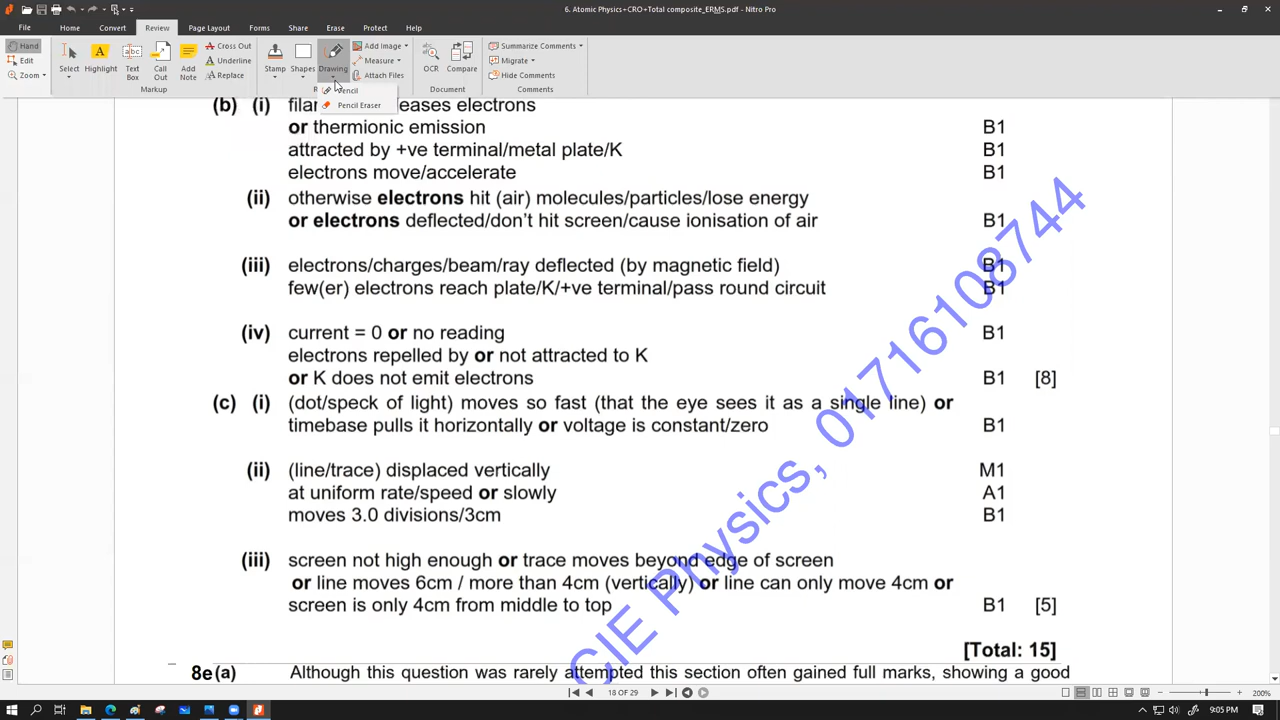 6. Atomic Physics+CRO+Total composite_ERMS.pdf - Nitro Pro
File Home Convert Review Page Layout Forms Share Erase Protect Help
Hand
Edit
Zoom
Select
Highlight
Text Box
Call Out
Add Note
Cross Out
Underline
Replace
Markup
Stamp
Shapes
Drawing
Add Image
Measure
Attach Files
OCR
Compare
Document
Summarize Comments
Migrate
Hide Comments
Comments
Pencil Eraser
(b) (i) eases electrons
or thermionic emission B1
attracted by +ve terminal/metal plate/K B1
electrons move/accelerate B1
(ii) otherwise electrons hit (air) molecules/particles/lose energy
or electrons deflected/don't hit screen/cause ionisation of air B1
(iii) electrons/charges/beam/ray deflected (by magnetic field) B1
few(er) electrons reach plate/K/+ve terminal/pass round circuit B1
(iv) current = 0 or no reading B1
electrons repelled by or not attracted to K
or K does not emit electrons B1 [8]
(c) (i) (dot/speck of light) moves so fast (that the eye sees it as a single line) or
timebase pulls it horizontally or voltage is constant/zero B1
(ii) (line/trace) displaced vertically M1
at uniform rate/speed or slowly A1
moves 3.0 divisions/3cm B1
(iii) screen not high enough or trace moves beyond edge of screen
or line moves 6cm / more than 4cm (vertically) or line can only move 4cm or
screen is only 4cm from middle to top B1 [5]
[Total: 15]
8e (a) Although this question was rarely attempted this section often gained full marks, showing a good
CIE Physics, 01716108744
18 OF 29
200%
9:05 PM